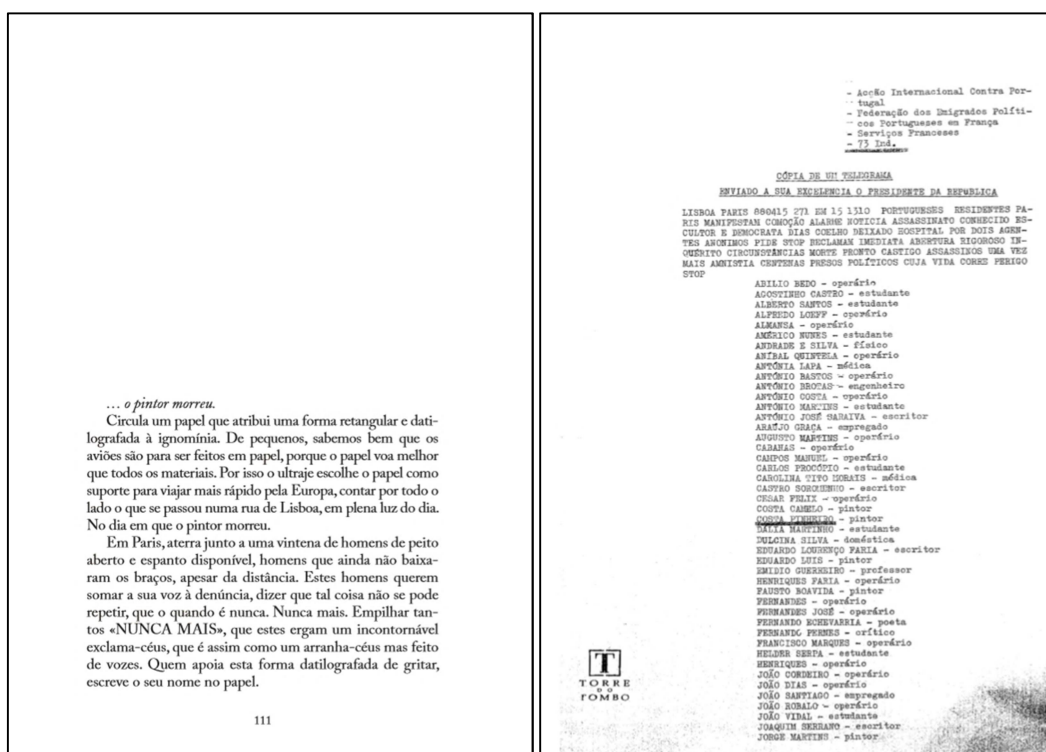 … o pintor morreu.
Circula um papel que atribui uma forma retangular e dati-
lografada à ignomínia. De pequenos, sabemos bem que os
aviões são para ser feitos em papel, porque o papel voa melhor
que todos os materiais. Por isso o ultraje escolhe o papel como
suporte para viajar mais rápido pela Europa, contar por todo o
lado o que se passou numa rua de Lisboa, em plena luz do dia.
No dia em que o pintor morreu.
Em Paris, aterra junto a uma vintena de homens de peito
aberto e espanto disponível, homens que ainda não baixa-
ram os braços, apesar da distância. Estes homens querem
somar a sua voz à denúncia, dizer que tal coisa não se pode
repetir, que o quando é nunca. Nunca mais. Empilhar tan-
tos «NUNCA MAIS», que estes ergam um incontornável
exclama-céus, que é assim como um arranha-céus mas feito
de vozes. Quem apoia esta forma datilografada de gritar,
escreve o seu nome no papel.
111
- Acção Internacional Contra Por-
tugal
- Federação dos Emigrados Políti-
cos Portugueses em França
- Serviços Franceses
- 73 Ind.
CÓPIA DE UM TELEGRAMA
ENVIADO A SUA EXCELENCIA O PRESIDENTE DA REPUBLICA
LISBOA PARIS 880415 271 EM 15 1310 PORTUGUESES RESIDENTES PA-
RIS MANIFESTAM COMOÇÃO ALARME NOTICIA ASSASSINATO CONHECIDO ES-
CULTOR E DEMOCRATA DIAS COELHO DEIXADO HOSPITAL POR DOIS AGEN-
TES ANONIMOS PIDE STOP RECLAMAM IMEDIATA ABERTURA RIGOROSO IN-
QUÉRITO CIRCUNSTÂNCIAS MORTE PRONTO CASTIGO ASSASSINOS UMA VEZ
MAIS AMNISTIA CENTENAS PRESOS POLÍTICOS CUJA VIDA CORRE PERIGO
STOP
ABILIO BEDO - operário
AGOSTINHO CASTRO - estudante
ALBERTO SANTOS - estudante
ALFREDO LOEFF - operário
ALMANSA - operário
AMÉRICO NUNES - estudante
ANDRADE E SILVA - físico
ANÍBAL QUINTELA - operário
ANTÓNIA LAPA - médica
ANTÓNIO BASTOS - operário
ANTÓNIO BROTAS - engenheiro
ANTÓNIO COSTA - operário
ANTÓNIO MARTINS - estudante
ANTÓNIO JOSÉ SARAIVA - escritor
ARAÚJO GRAÇA - empregado
AUGUSTO MARTINS - operário
CABANAS - operário
CAMPOS MANUEL - operário
CARLOS PROCÓPIO - estudante
CAROLINA TITO MORAIS - médica
CASTRO SOROMENHO - escritor
CESAR FELIX - operário
COSTA CAMELO - pintor
COSTA PINHEIRO - pintor
DALIA MARTINHO - estudante
DULCINA SILVA - doméstica
EDUARDO LOURENÇO FARIA - escritor
EDUARDO LUIS - pintor
EMIDIO GUERREIRO - professor
HENRIQUES FARIA - operário
FAUSTO BOAVIDA - pintor
FERNANDES - operário
FERNANDES JOSÉ - operário
FERNANDO ECHEVARRIA - poeta
FERNANDO PERNES - crítico
FRANCISCO MARQUES - operário
HELDER SERPA - estudante
HENRIQUES - operário
JOÃO CORDEIRO - operário
JOÃO DIAS - operário
JOÃO SANTIAGO - empregado
JOÃO ROBALO - operário
JOÃO VIDAL - estudante
JOAQUIM SERRANO - escritor
JORGE MARTINS - pintor
T
TORRE
DO
TOMBO